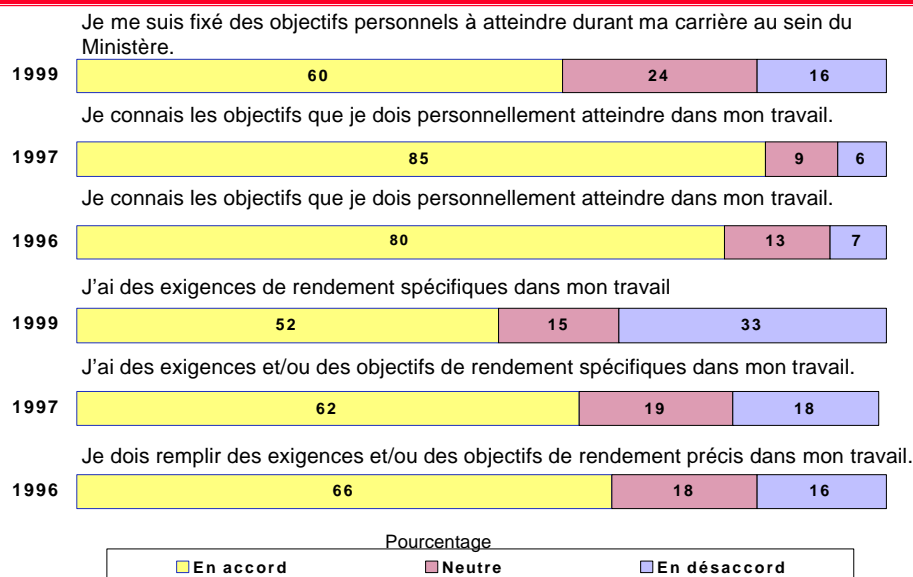 Je me suis fixé des objectifs personnels à atteindre durant ma carrière au sein du
Ministère.
1999 60 24 16
Je connais les objectifs que je dois personnellement atteindre dans mon travail.
1997 85 9 6
Je connais les objectifs que je dois personnellement atteindre dans mon travail.
1996 80 13 7
J'ai des exigences de rendement spécifiques dans mon travail
1999 52 15 33
J'ai des exigences et/ou des objectifs de rendement spécifiques dans mon travail.
1997 62 19 18
Je dois remplir des exigences et/ou des objectifs de rendement précis dans mon travail.
1996 66 18 16
Pourcentage
En accord Neutre En désaccord